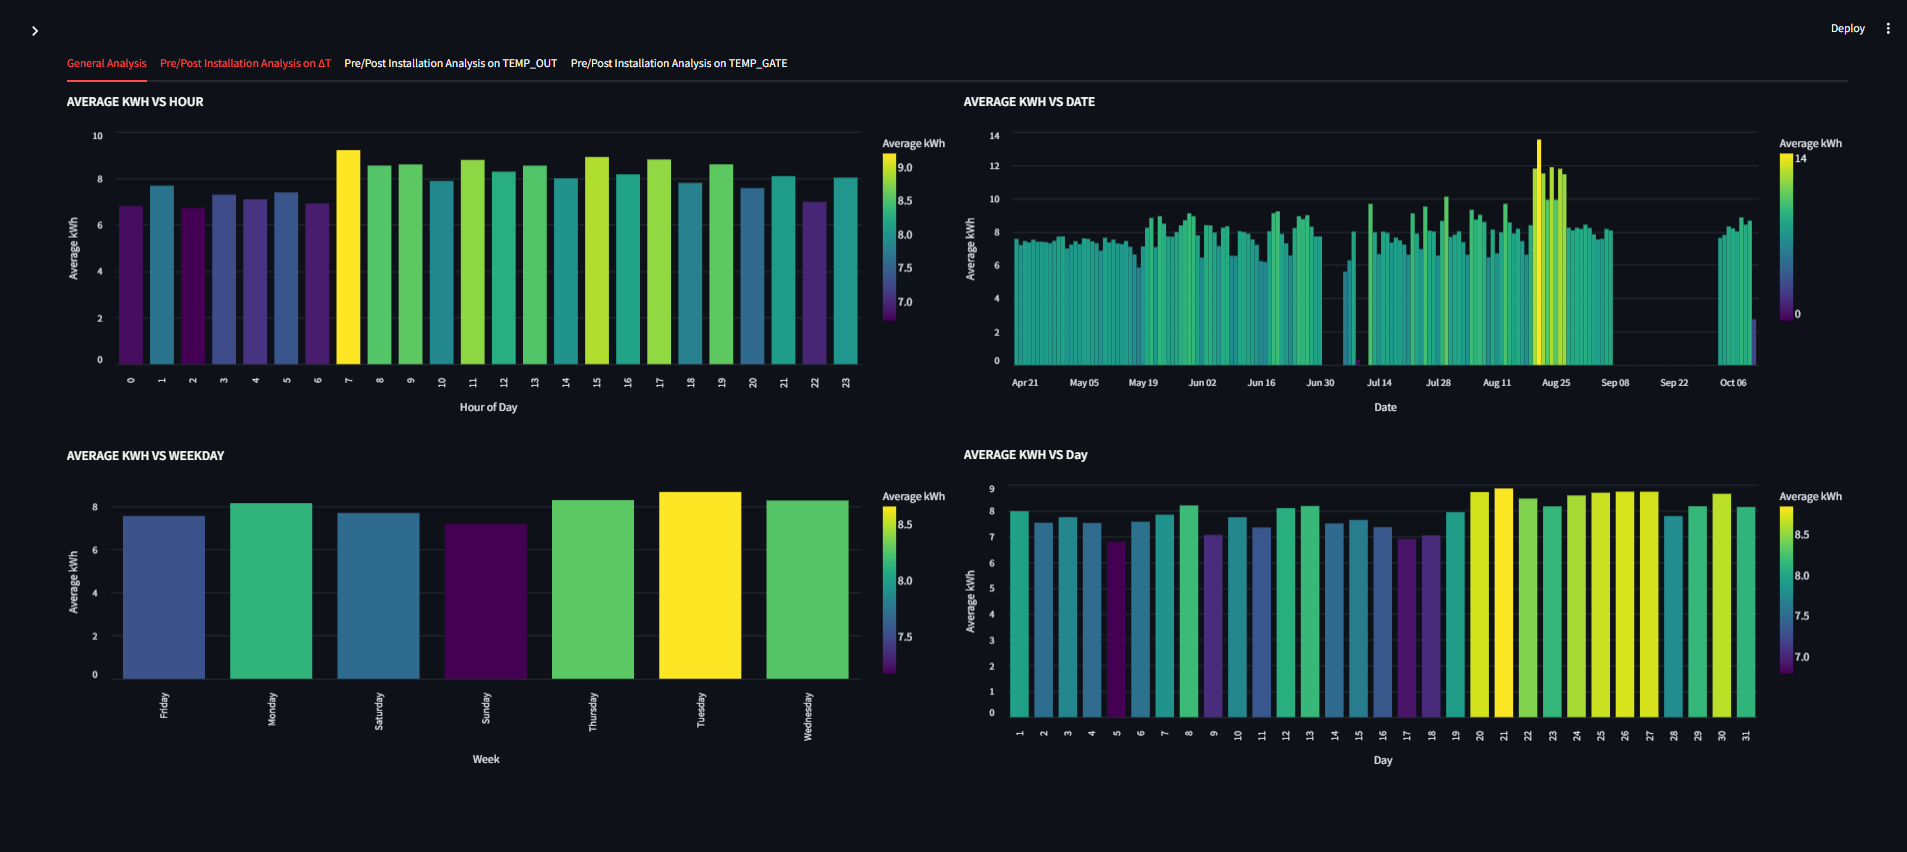 Deploy
General Analysis Pre/Post Installation Analysis on ΔT Pre/Post Installation Analysis on TEMP_OUT Pre/Post Installation Analysis on TEMP_GATE
AVERAGE KWH VS HOUR
10
8
6
4
2
0
Average kWh
0 1 2 3 4 5 6 7 8 9 10 11 12 13 14 15 16 17 18 19 20 21 22 23
Hour of Day
Average kWh
9.0
8.5
8.0
7.5
7.0
AVERAGE KWH VS DATE
14
12
10
8
6
4
2
0
Average kWh
Apr 21 May 05 May 19 Jun 02 Jun 16 Jun 30 Jul 14 Jul 28 Aug 11 Aug 25 Sep 08 Sep 22 Oct 06
Date
Average kWh
14
0
AVERAGE KWH VS WEEKDAY
8
6
4
2
0
Average kWh
Friday Monday Saturday Sunday Thursday Tuesday Wednesday
Week
Average kWh
8.5
8.0
7.5
AVERAGE KWH VS Day
9
8
7
6
5
4
3
2
1
0
Average kWh
1 2 3 4 5 6 7 8 9 10 11 12 13 14 15 16 17 18 19 20 21 22 23 24 25 26 27 28 29 30 31
Day
Average kWh
8.5
8.0
7.5
7.0